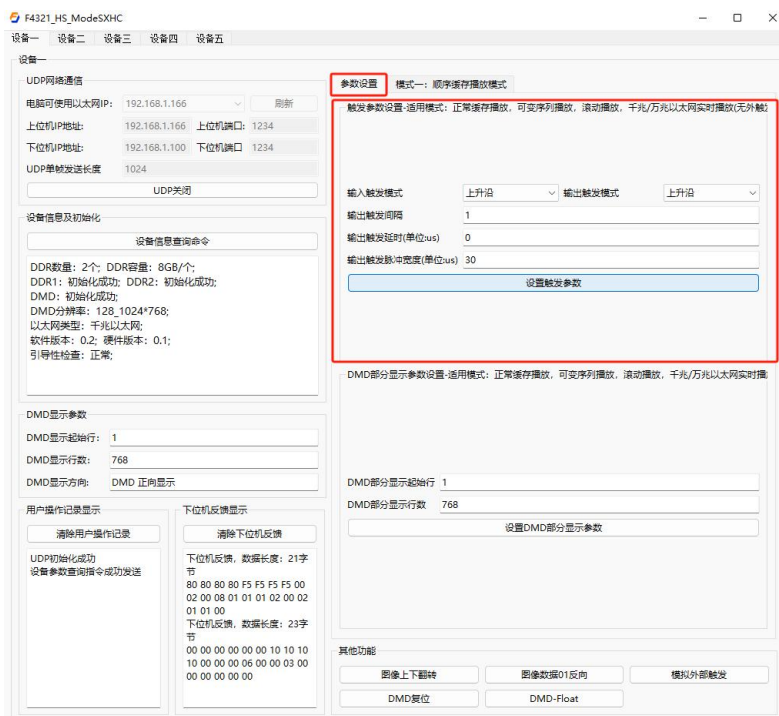 F4321_HS_ModeSXHC
设备一 设备二 设备三 设备四 设备五
设备一
UDP网络通信
电脑可使用以太网IP: 192.168.1.166 刷新
上位机IP地址: 192.168.1.166 上位机端口: 1234
下位机IP地址: 192.168.1.100 下位机端口 1234
UDP单帧发送长度 1024
UDP关闭
设备信息及初始化
设备信息查询命令
DDR数量: 2个; DDR容量: 8GB/个;
DDR1: 初始化成功; DDR2: 初始化成功;
DMD: 初始化成功;
DMD分辨率: 128_1024*768;
以太网类型: 千兆以太网;
软件版本: 0.2; 硬件版本: 0.1;
引导性检查: 正常;
DMD显示参数
DMD显示起始行: 1
DMD显示行数: 768
DMD显示方向: DMD 正向显示
用户操作记录显示
清除用户操作记录
UDP初始化成功
设备参数查询指令成功发送
下位机反馈显示
清除下位机反馈
下位机反馈, 数据长度: 21字
节
80 80 80 80 F5 F5 F5 F5 00
02 00 08 01 01 01 02 00 02
01 01 00
下位机反馈, 数据长度: 23字
节
00 00 00 00 00 00 10 10 10
10 00 00 00 06 00 00 03 00
00 00 00 00 00
参数设置 模式一: 顺序缓存播放模式
触发参数设置-适用模式: 正常缓存播放, 可变序列播放, 滚动播放, 千兆/万兆以太网实时播放(无外触
输入触发模式 上升沿 输出触发模式 上升沿
输出触发间隔 1
输出触发延时(单位:us) 0
输出触发脉冲宽度(单位:us) 30
设置触发参数
DMD部分显示参数设置-适用模式: 正常缓存播放, 可变序列播放, 滚动播放, 千兆/万兆以太网实时播
DMD部分显示起始行 1
DMD部分显示行数 768
设置DMD部分显示参数
其他功能
图像上下翻转 图像数据01反向 模拟外部触发
DMD复位 DMD-Float